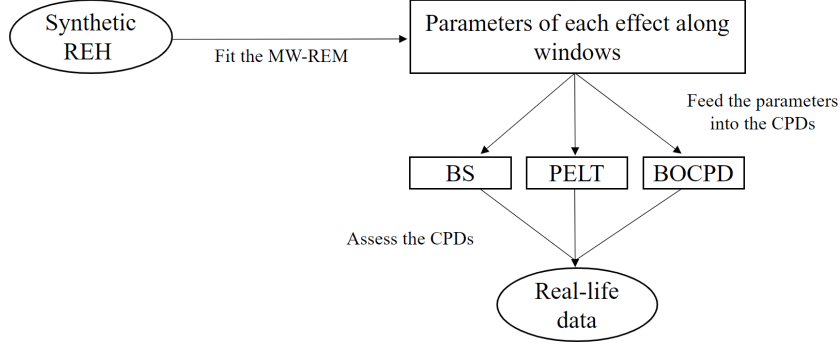 Synthetic
REH
Fit the MW-REM
Parameters of each effect along
windows
Feed the parameters
into the CPDs
BS
PELT
BOCPD
Assess the CPDs
Real-life
data